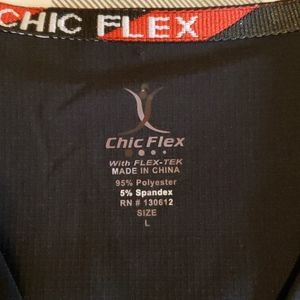 CHIC FLEX
Chic Flex
With FLEX-TEK
MADE IN CHINA
95% Polyester
5% Spandex
RN # 130612
SIZE
L